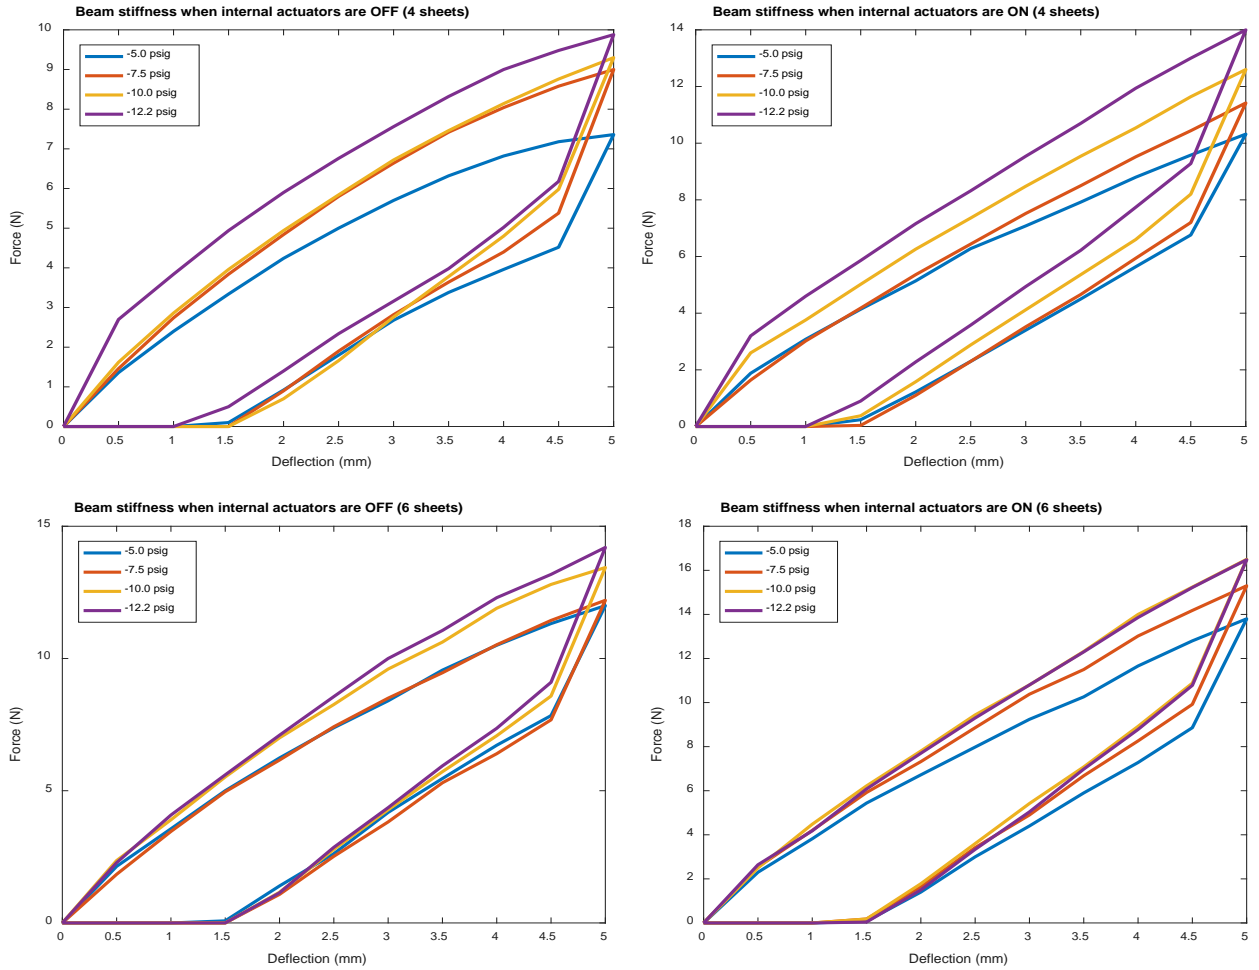 Beam stiffness when internal actuators are OFF (4 sheets)
10
9
8
7
6
5
4
3
2
1
0
Force (N)
-5.0 psig
-7.5 psig
-10.0 psig
-12.2 psig
0 0.5 1 1.5 2 2.5 3 3.5 4 4.5 5
Deflection (mm)
Beam stiffness when internal actuators are ON (4 sheets)
14
12
10
8
6
4
2
0
Force (N)
-5.0 psig
-7.5 psig
-10.0 psig
-12.2 psig
0 0.5 1 1.5 2 2.5 3 3.5 4 4.5 5
Deflection (mm)
Beam stiffness when internal actuators are OFF (6 sheets)
15
10
5
0
Force (N)
-5.0 psig
-7.5 psig
-10.0 psig
-12.2 psig
0 0.5 1 1.5 2 2.5 3 3.5 4 4.5 5
Deflection (mm)
Beam stiffness when internal actuators are ON (6 sheets)
18
16
14
12
10
8
6
4
2
0
Force (N)
-5.0 psig
-7.5 psig
-10.0 psig
-12.2 psig
0 0.5 1 1.5 2 2.5 3 3.5 4 4.5 5
Deflection (mm)